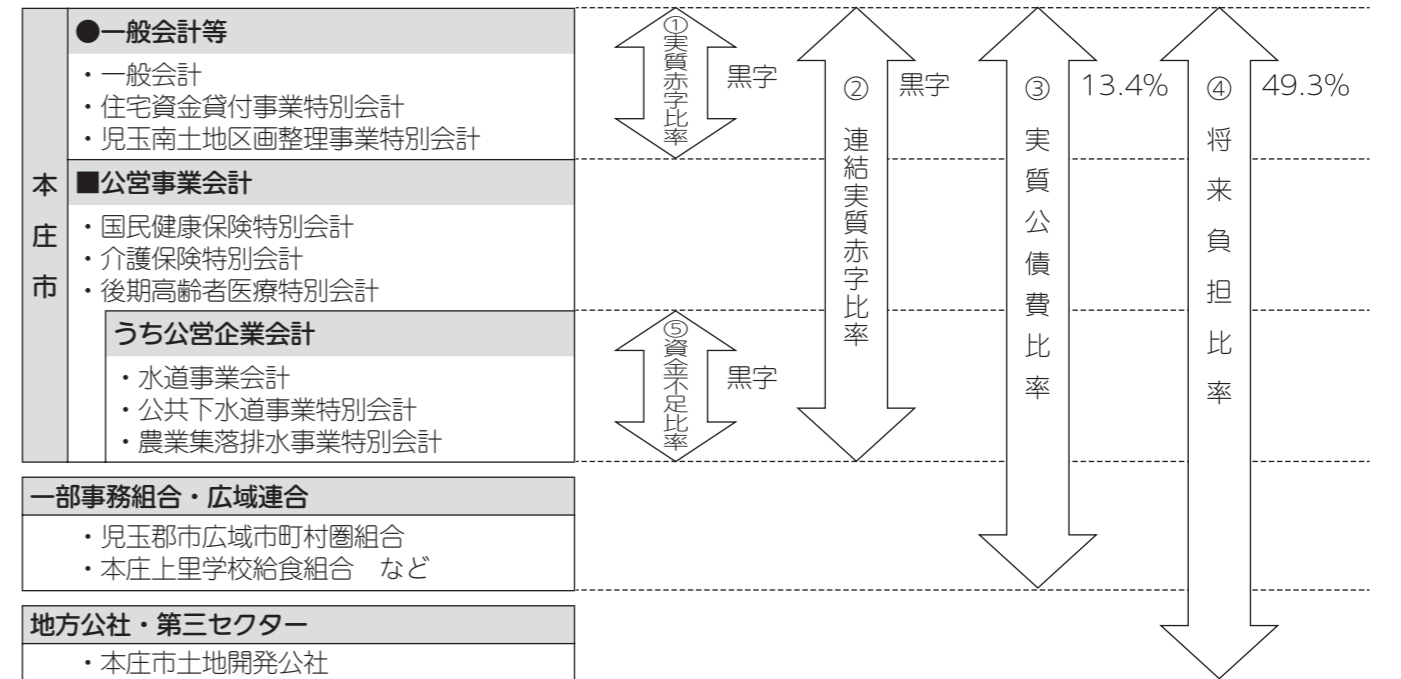 本庄市
●一般会計等
・一般会計
・住宅資金貸付事業特別会計
・児玉南土地区画整理事業特別会計
■公営事業会計
・国民健康保険特別会計
・介護保険特別会計
・後期高齢者医療特別会計
うち公営企業会計
・水道事業会計
・公共下水道事業特別会計
・農業集落排水事業特別会計
一部事務組合・広域連合
・児玉郡市広域市町村圏組合
・本庄上里学校給食組合　など
地方公社・第三セクター
・本庄市土地開発公社
①実質赤字比率
黒字
⑤資金不足比率
黒字
②連結実質赤字比率
黒字
③実質公債費比率
13.4%
④将来負担比率
49.3%